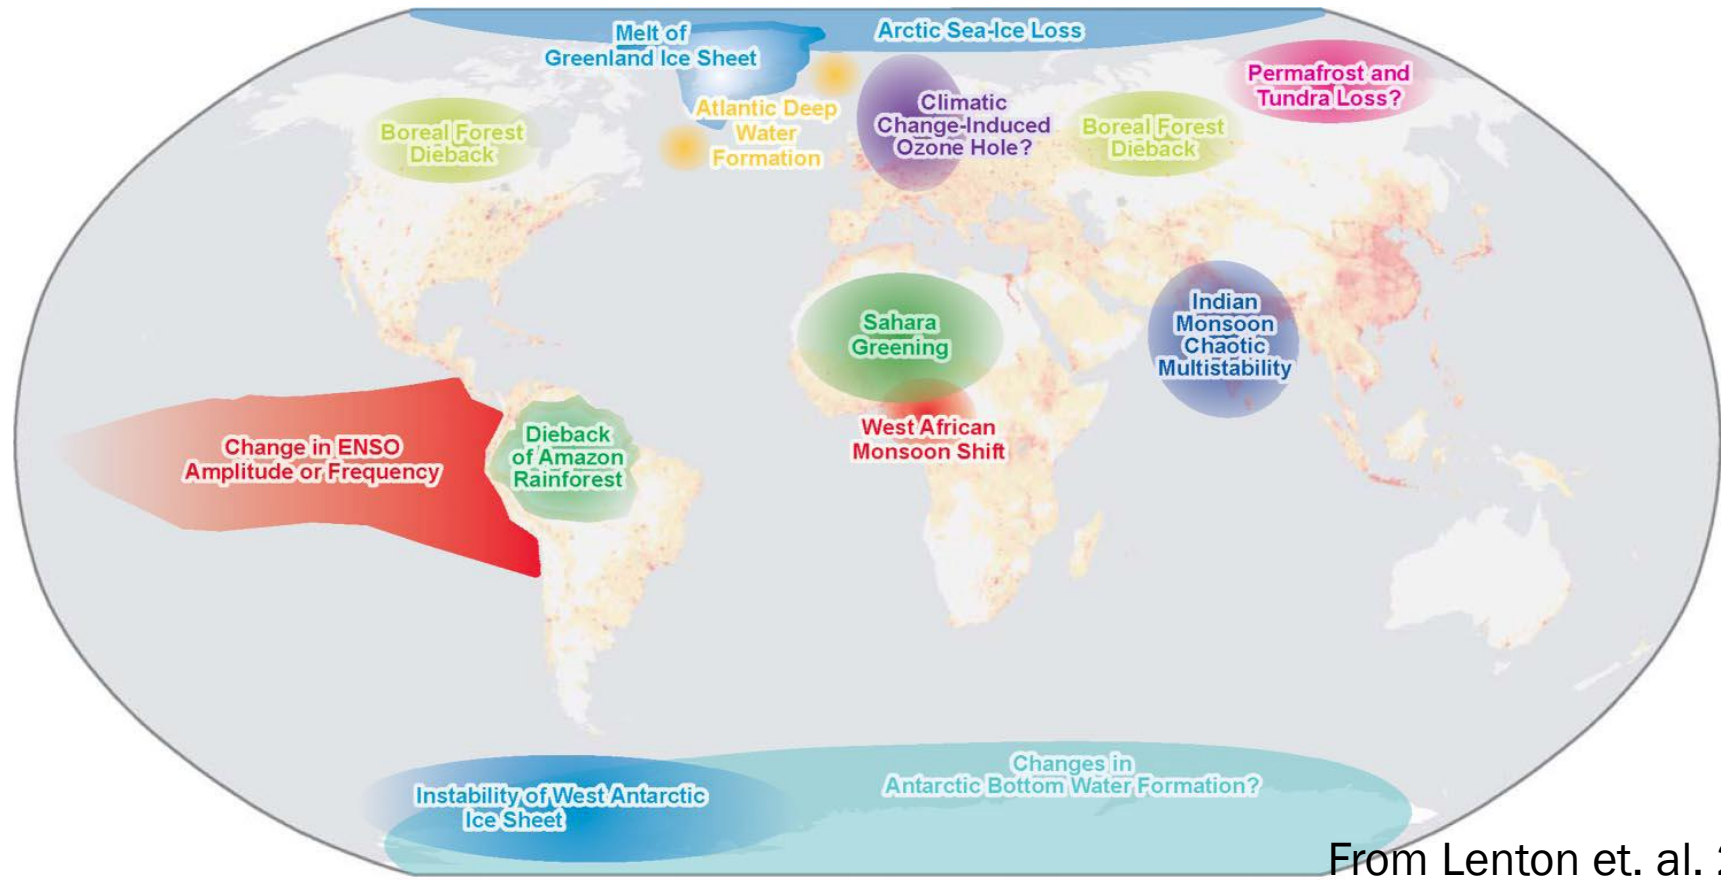 Melt of
Greenland Ice Sheet
Arctic Sea-Ice Loss
Permafrost and
Tundra Loss?
Atlantic Deep
Water
Formation
Climatic
Change-Induced
Ozone Hole?
Boreal Forest
Dieback
Boreal Forest
Dieback
Sahara
Greening
Indian
Monsoon
Chaotic
Multistability
West African
Monsoon Shift
Change in ENSO
Amplitude or Frequency
Dieback
of Amazon
Rainforest
Instability of West Antarctic
Ice Sheet
Changes in
Antarctic Bottom Water Formation?
From Lenton et. al.